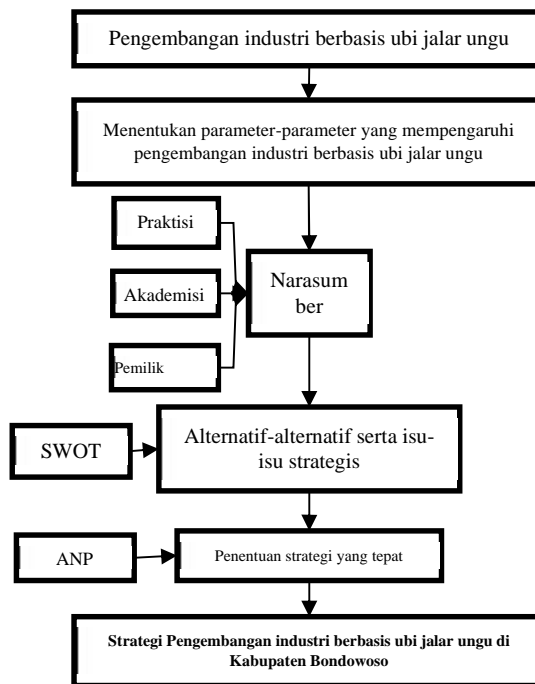 Pengembangan industri berbasis ubi jalar ungu
Menentukan parameter-parameter yang mempengaruhi
pengembangan industri berbasis ubi jalar ungu
Praktisi
Akademisi
Pemilik
Narasum
ber
SWOT
Alternatif-alternatif serta isu-
isu strategis
ANP
Penentuan strategi yang tepat
Strategi Pengembangan industri berbasis ubi jalar ungu di
Kabupaten Bondowoso